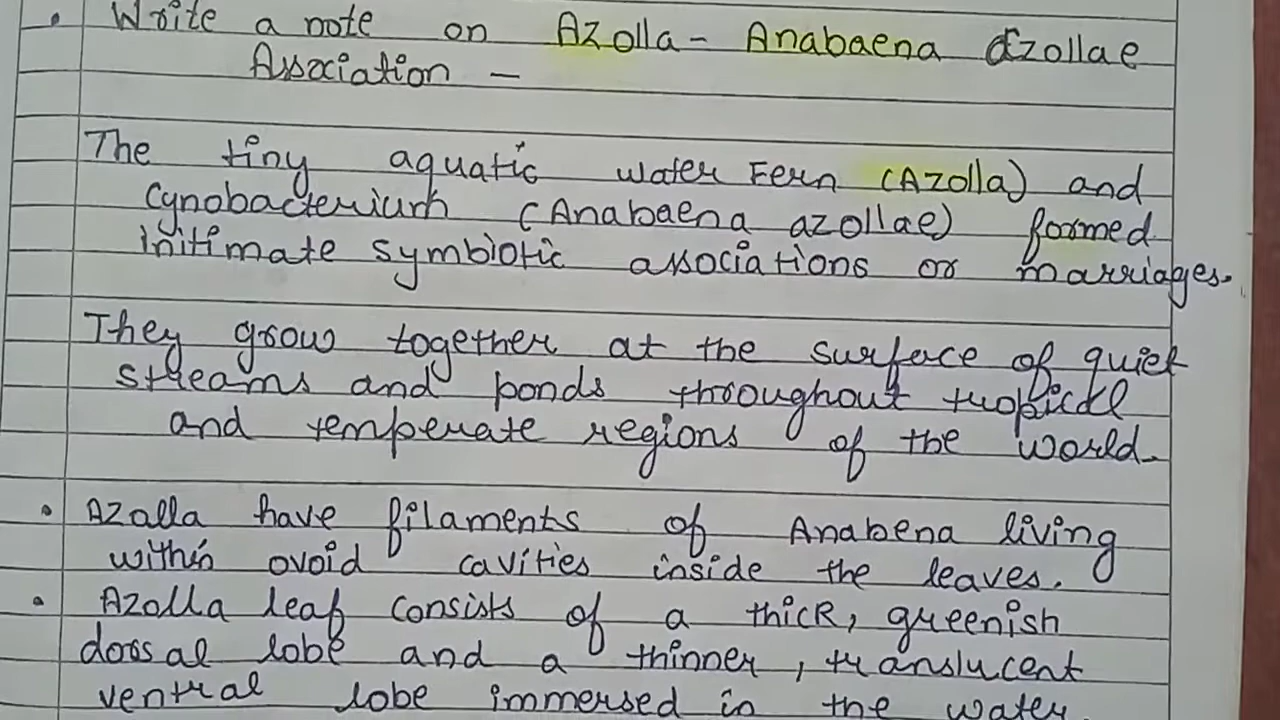 • Write a note on Azolla - Anabaena azollae
Association -
The tiny aquatic water Fern (Azolla) and
Cynobacterium (Anabaena azollae) formed
initimate symbiotic associations or marriages.
They grow together at the surface of quiet
streams and ponds throughout tropical
and temperate regions of the world.
• Azalla have filaments of Anabena living
within ovoid cavities inside the leaves.
• Azolla leaf consists of a thick, greenish
dorsal lobe and a thinner, translucent
ventral lobe immersed in the water.